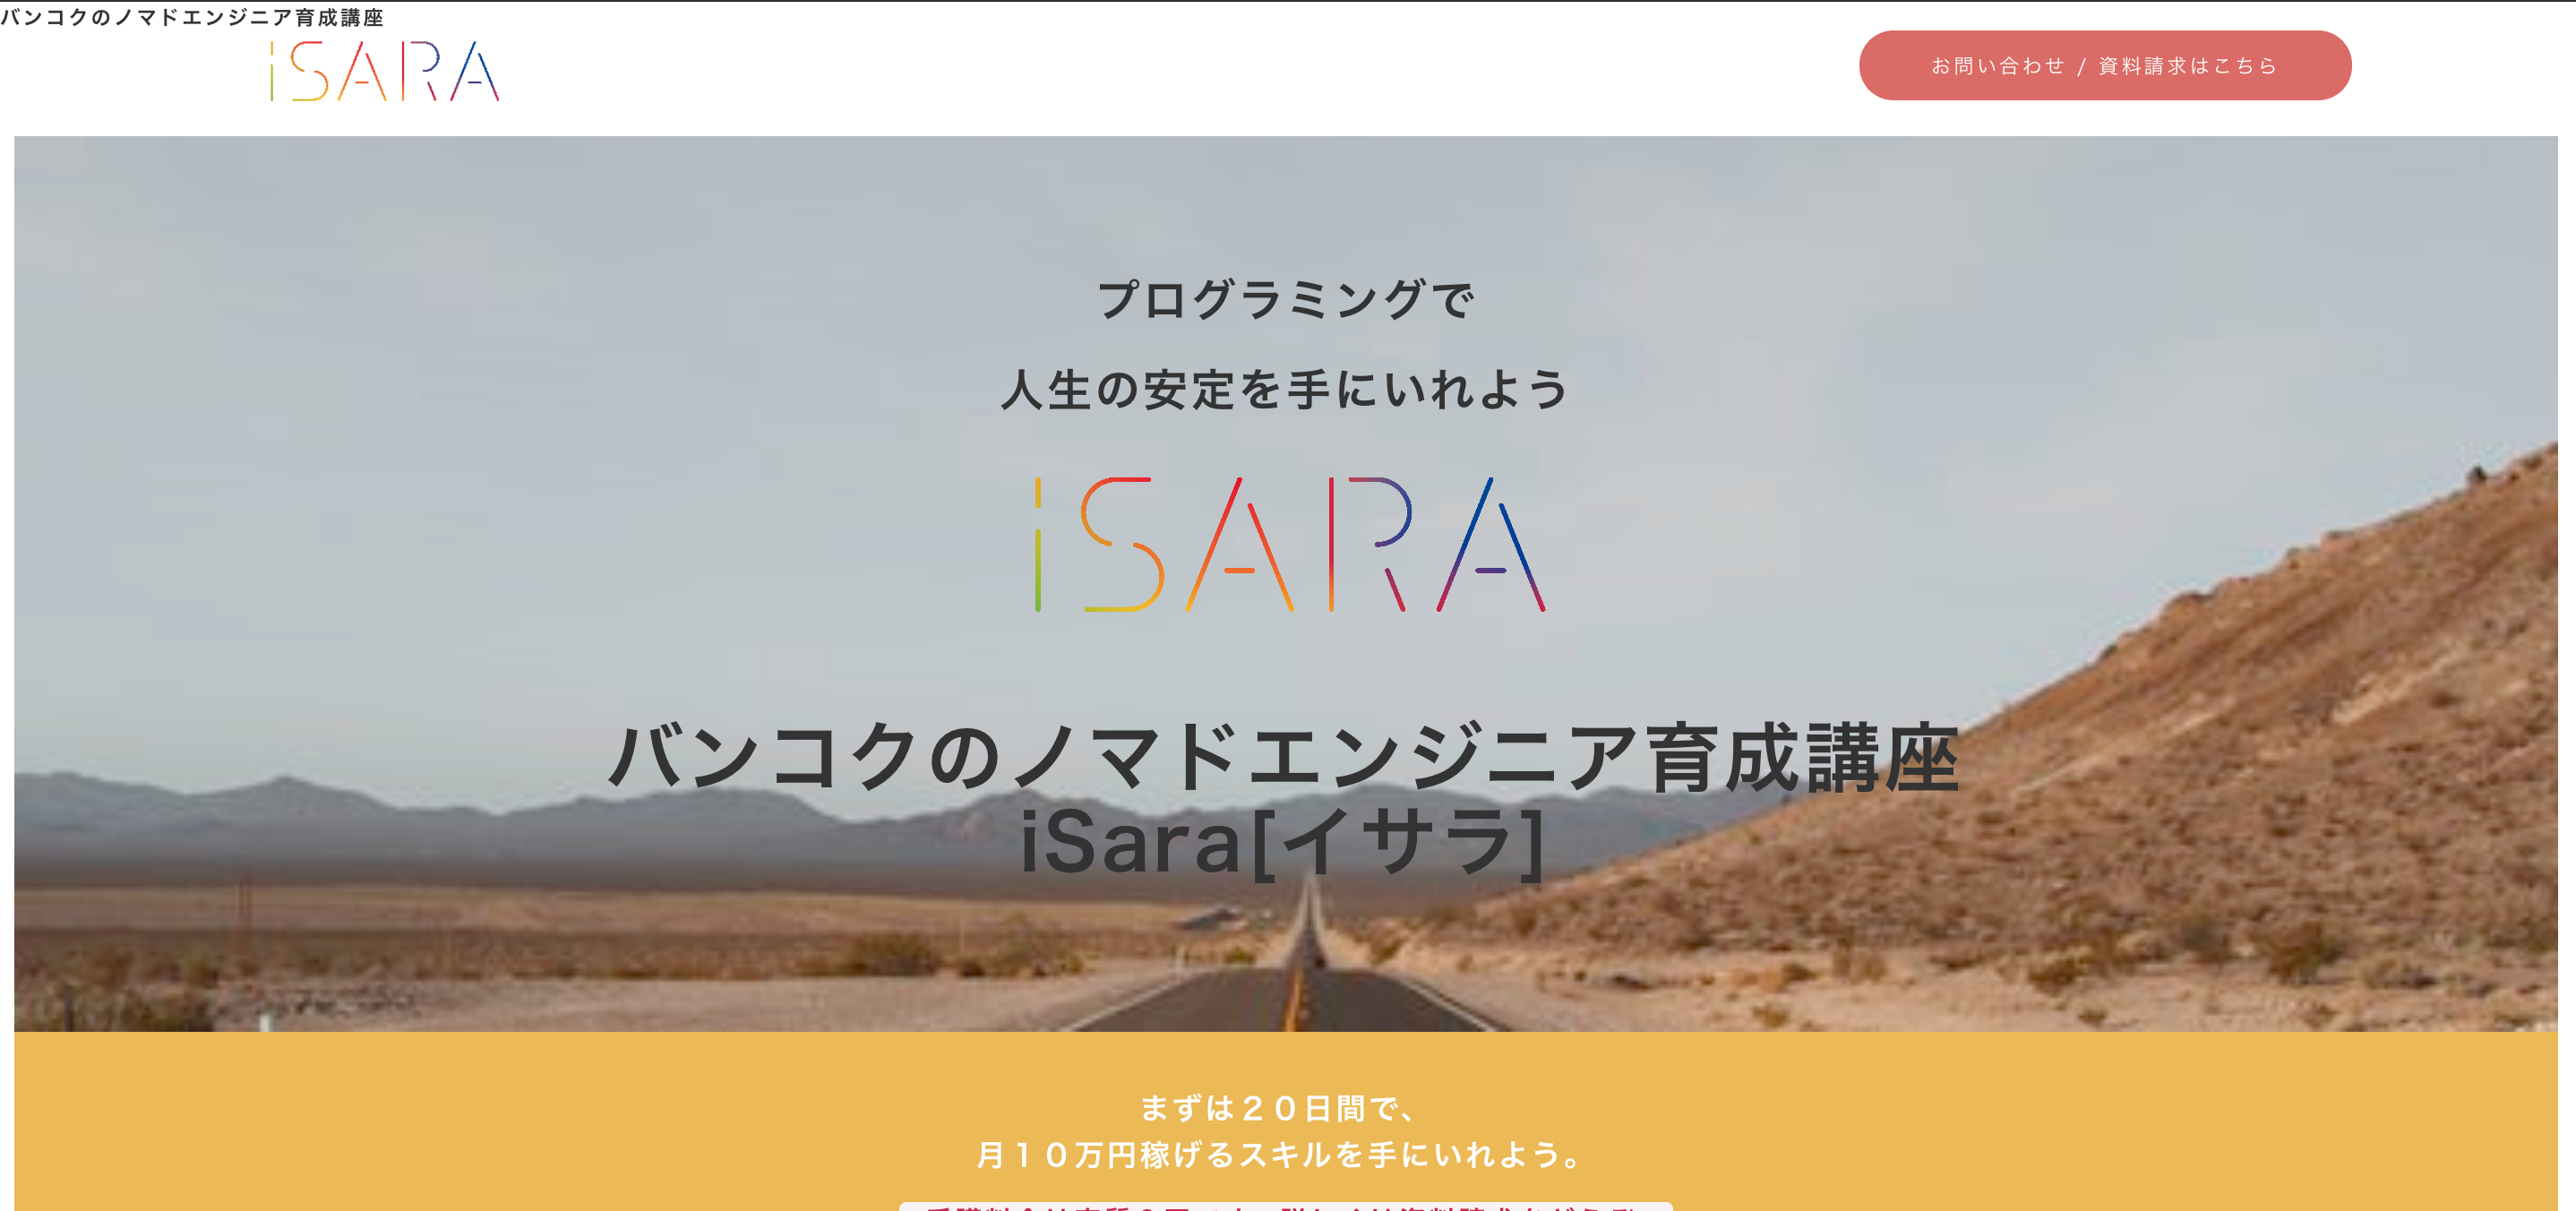 バンコクのノマドエンジニア育成講座
iSARA
お問い合わせ / 資料請求はこちら
プログラミングで
人生の安定を手にいれよう
iSARA
バンコクのノマドエンジニア育成講座
iSara[イサラ]
まずは２０日間で、
月１０万円稼げるスキルを手にいれよう。